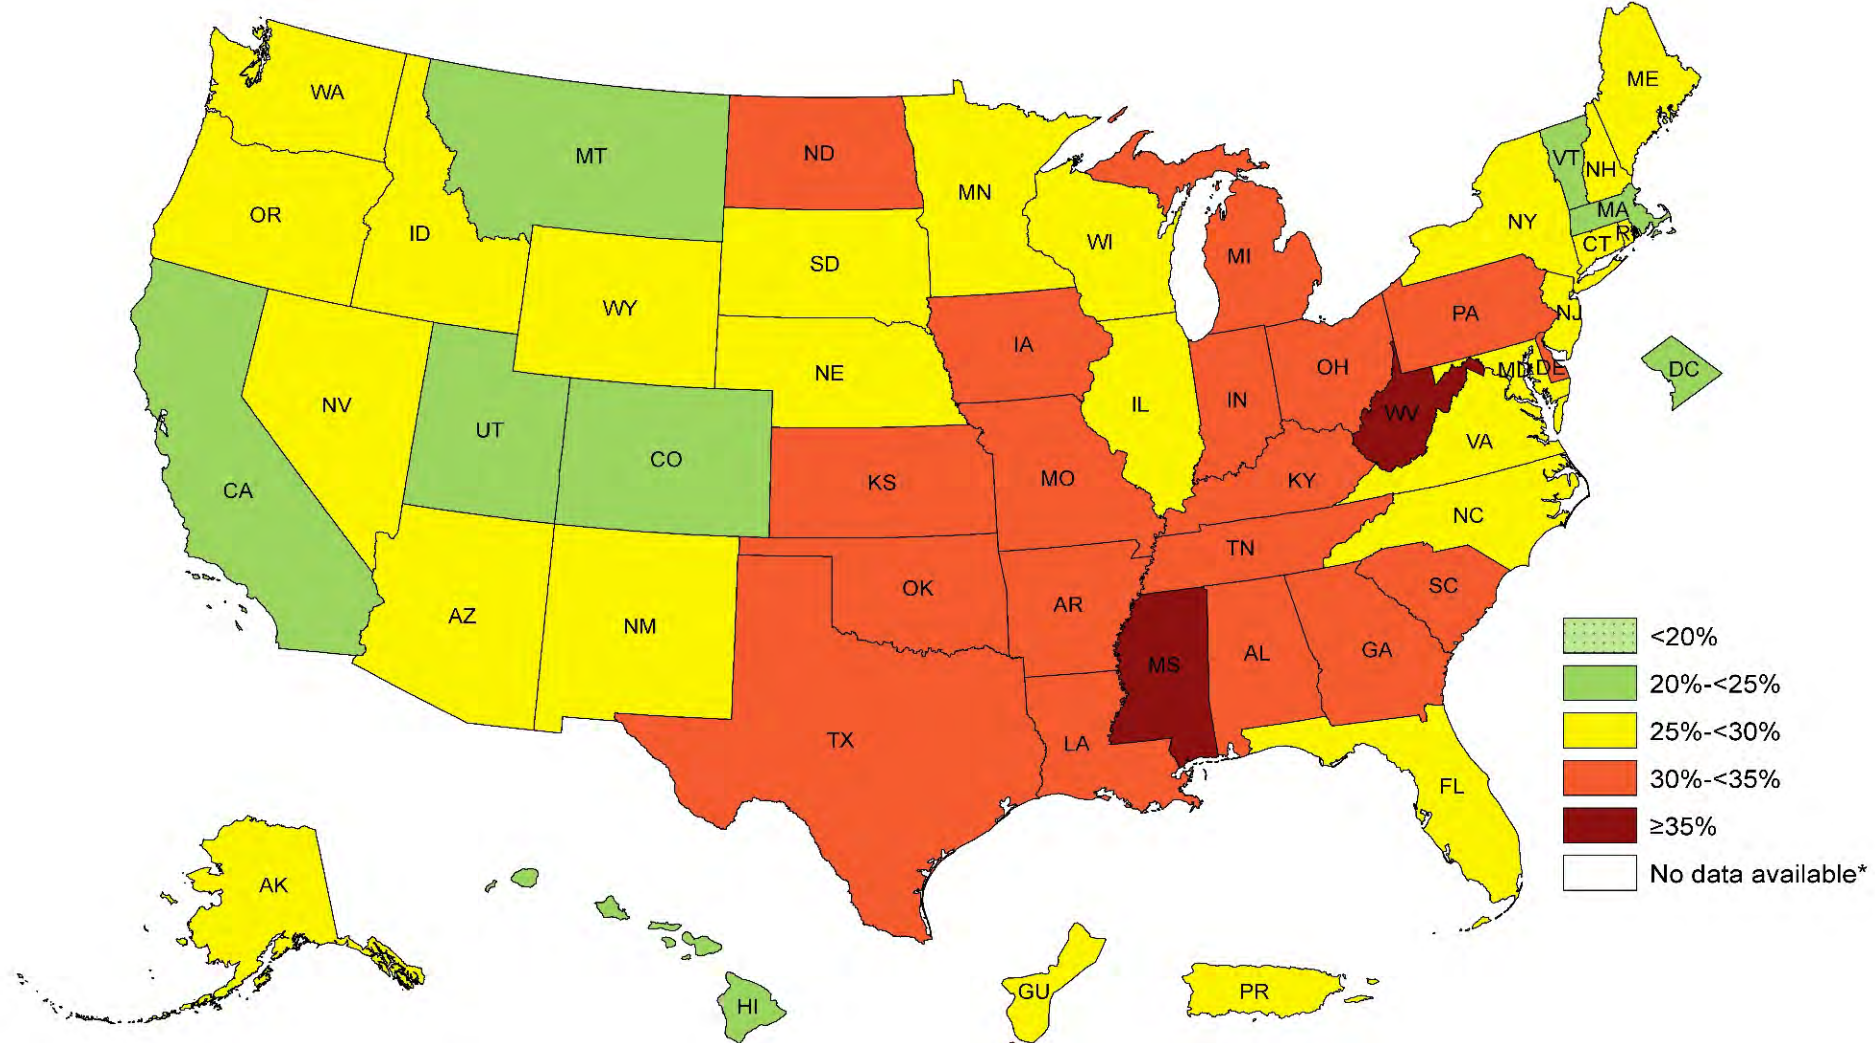 WA
MT
ND
MN
ME
VT
NH
OR
ID
SD
WI
MI
NY
MA
CT
RI
WY
IA
NE
PA
NJ
NV
UT
CO
IL
IN
OH
MD
DE
DC
WV
VA
CA
KS
MO
KY
NC
TN
AZ
NM
OK
AR
SC
MS
AL
GA
TX
LA
FL
AK
HI
GU
PR
<20%
20%-<25%
25%-<30%
30%-<35%
≥35%
No data available*